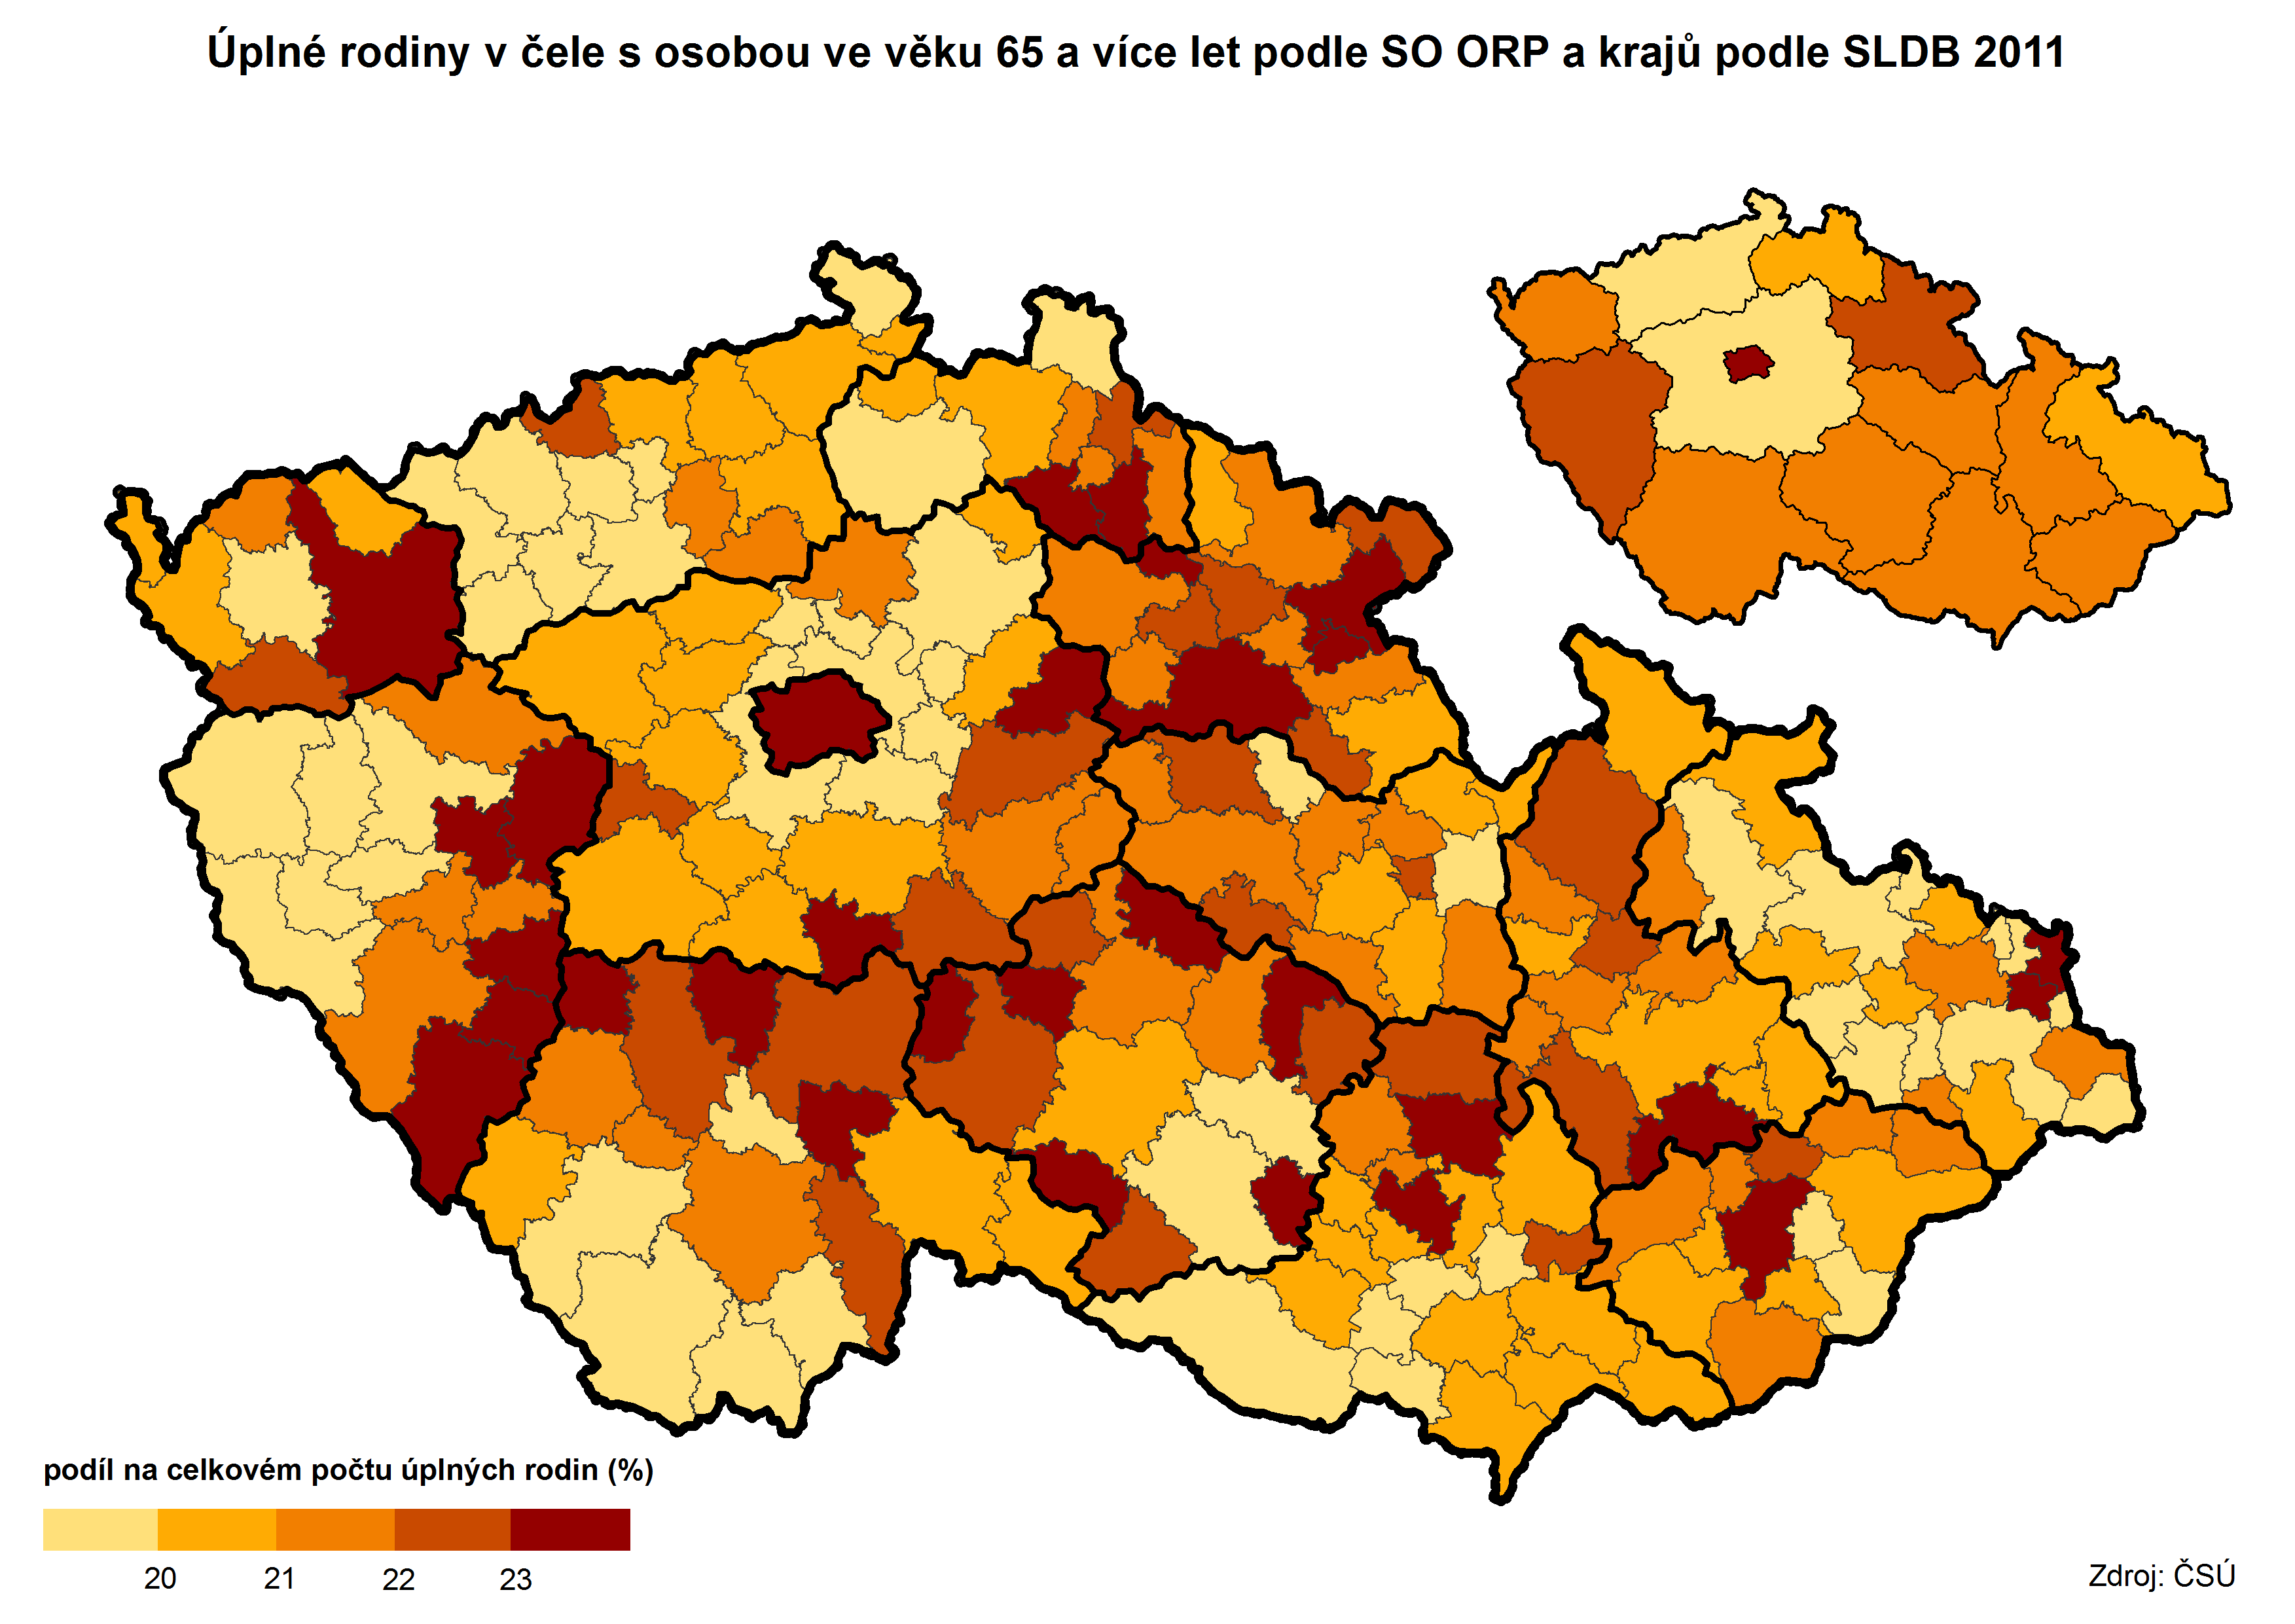 Úplné rodiny v čele s osobou ve věku 65 a více let podle SO ORP a krajů podle SLDB 2011
podíl na celkovém počtu úplných rodin (%)
20 21 22 23
Zdroj: ČSÚ